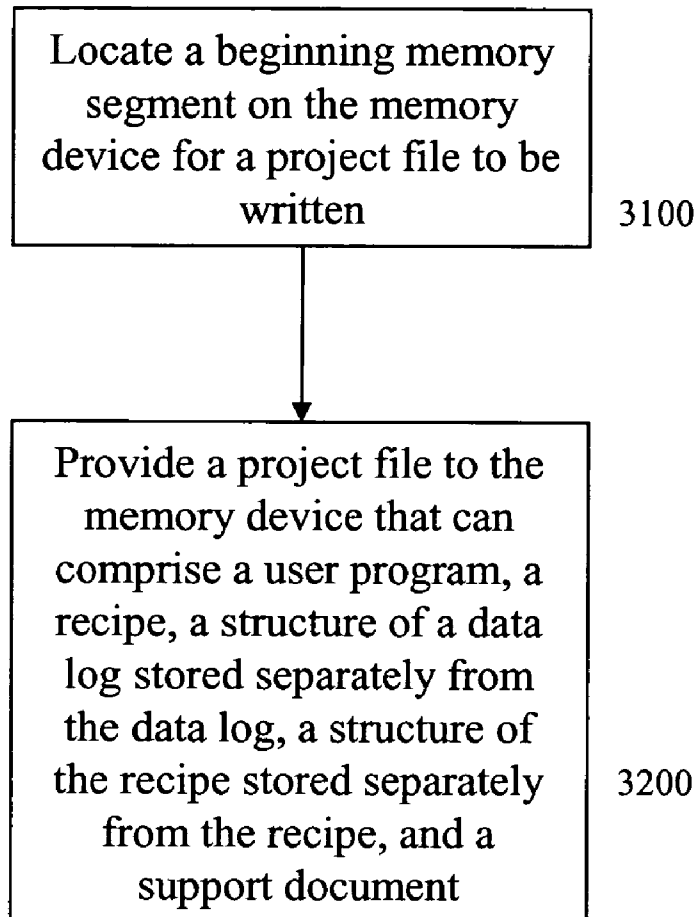 Locate a beginning memory
segment on the memory
device for a project file to be
written
3100
Provide a project file to the
memory device that can
comprise a user program, a
recipe, a structure of a data
log stored separately from
the data log, a structure of
the recipe stored separately
from the recipe, and a
support document
3200